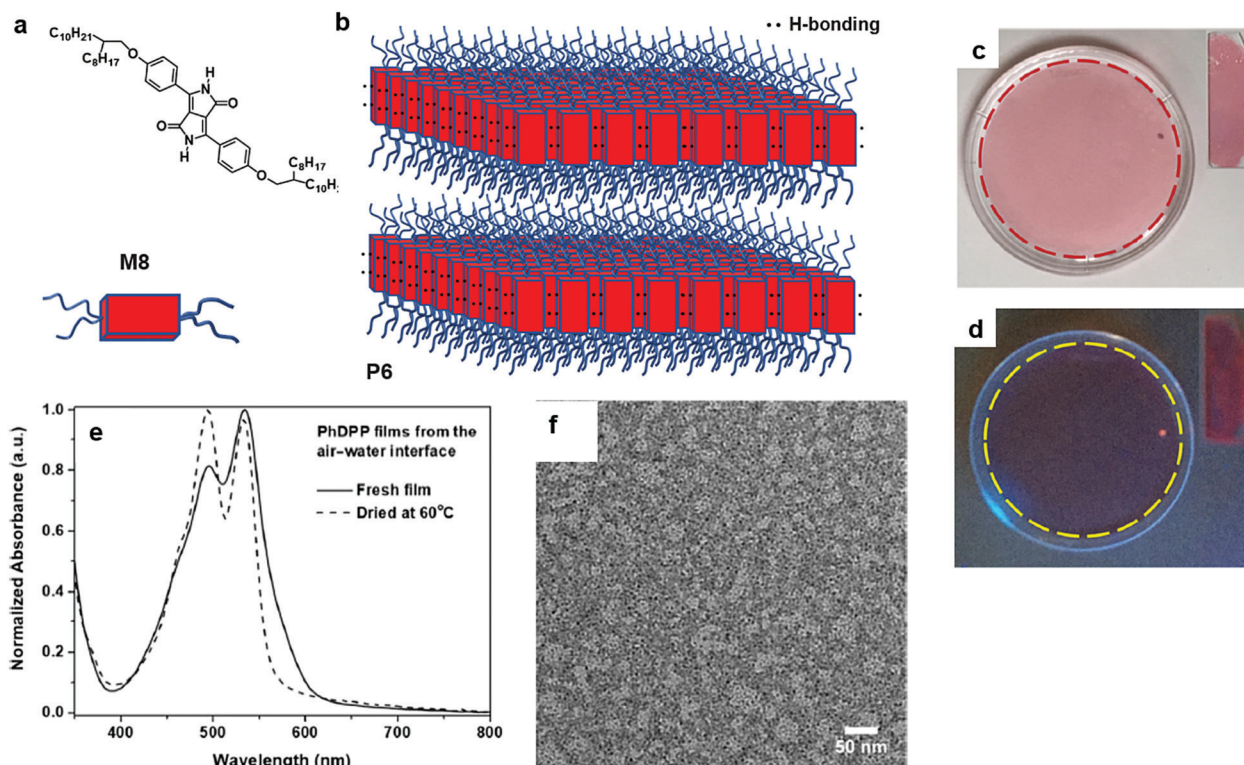 a
C₁₀H₂₁
C₈H₁₇
O
H
N
O
O
N
H
O
C₈H₁₇
C₁₀H₂
M8
b
•• H-bonding
P6
c
d
e
PhDPP films from the
air–water interface
Fresh film
Dried at 60°C
Normalized Absorbance (a.u.)
1.0
0.8
0.6
0.4
0.2
0.0
400
500
600
700
800
Wavelength (nm)
f
50 nm